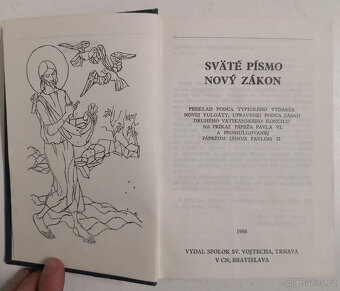 SVÄTÉ PÍSMO
NOVÝ ZÁKON
PREKLAD PODĽA TYPICKÉHO VYDANIA
NOVEJ VULGÁTY, UPRAVENEJ PODĽA ZÁSAD
DRUHÉHO VATIKÁNSKEHO KONCILU
NA PRÍKAZ PÁPEŽA PAVLA VI.
A PROMULGOVANEJ
PÁPEŽOM JÁNOM PAVLOM II.
1986
VYDAL SPOLOK SV. VOJTECHA, TRNAVA
V CN, BRATISLAVA